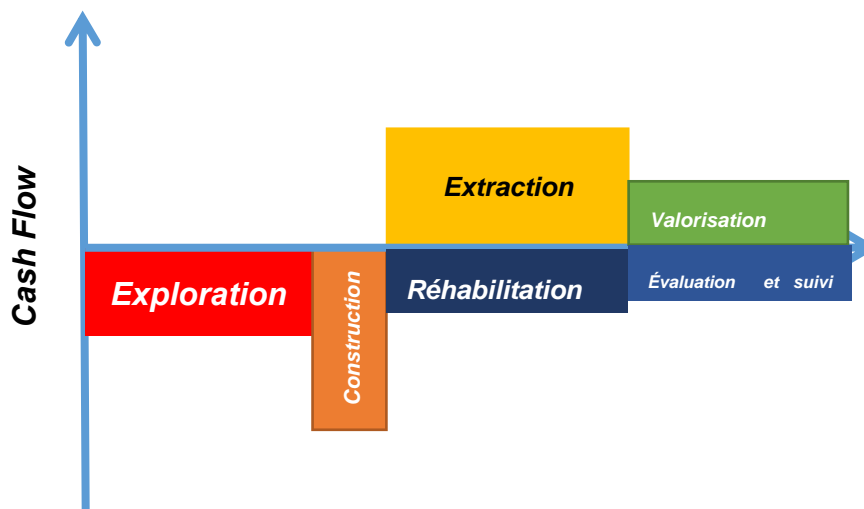 Cash Flow
Extraction
Valorisation
Exploration
Construction
Réhabilitation
Évaluation et suivi